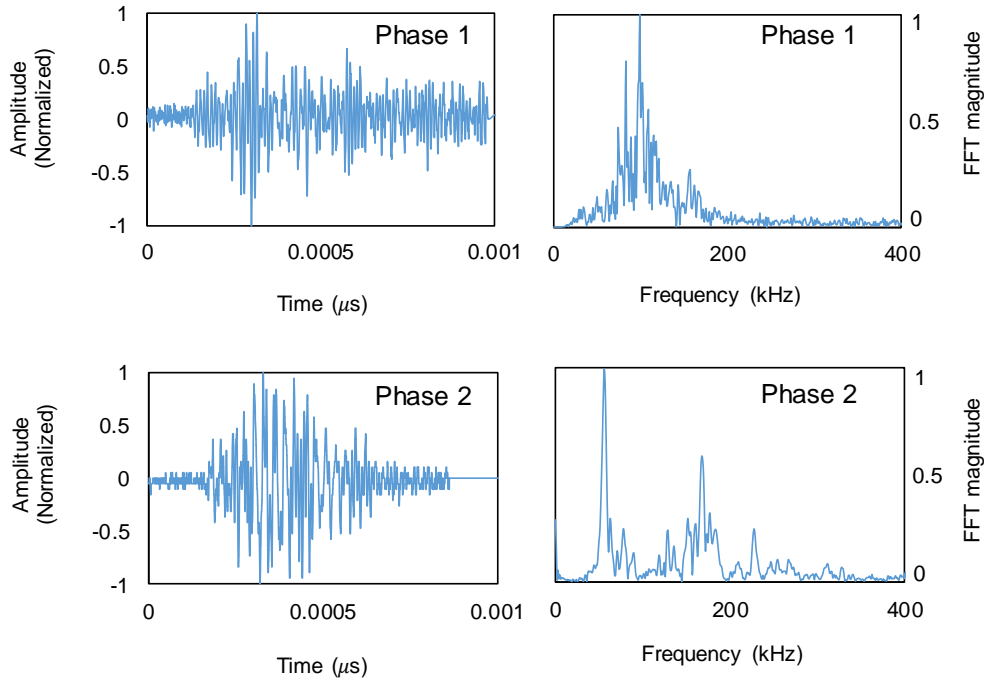 Phase 1
Amplitude
(Normalized)
1
0.5
0
-0.5
-1
0
0.0005
0.001
Time (μs)
Phase 1
1
0.5
0
FFT magnitude
0
200
400
Frequency (kHz)
Phase 2
Amplitude
(Normalized)
1
0.5
0
-0.5
-1
0
0.0005
0.001
Time (μs)
Phase 2
1
0.5
0
FFT magnitude
0
200
400
Frequency (kHz)